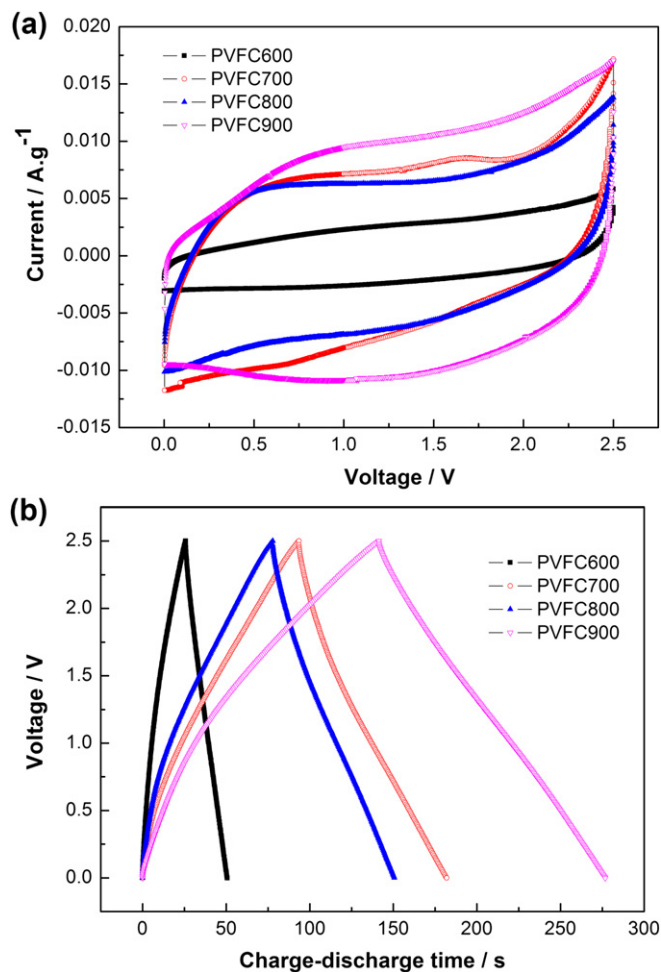 (a)
PVFC600
PVFC700
PVFC800
PVFC900
0.020
0.015
0.010
0.005
0.000
-0.005
-0.010
-0.015
Current / A.g⁻¹
0.0 0.5 1.0 1.5 2.0 2.5
Voltage / V
(b)
PVFC600
PVFC700
PVFC800
PVFC900
2.5
2.0
1.5
1.0
0.5
0.0
Voltage / V
0 50 100 150 200 250 300
Charge-discharge time / s